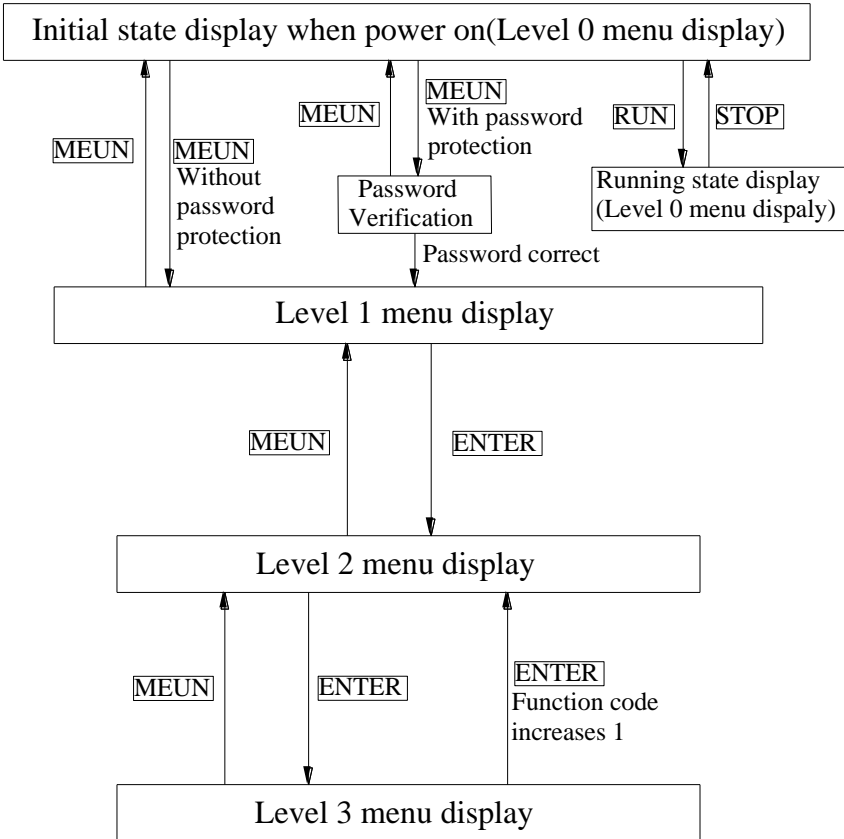 Initial state display when power on(Level 0 menu display)
MEUN
MEUN
Without
password
protection
MEUN
MEUN
With password
protection
RUN
STOP
Password
Verification
Running state display
(Level 0 menu dispaly)
Password correct
Level 1 menu display
MEUN
ENTER
Level 2 menu display
MEUN
ENTER
ENTER
Function code
increases 1
Level 3 menu display